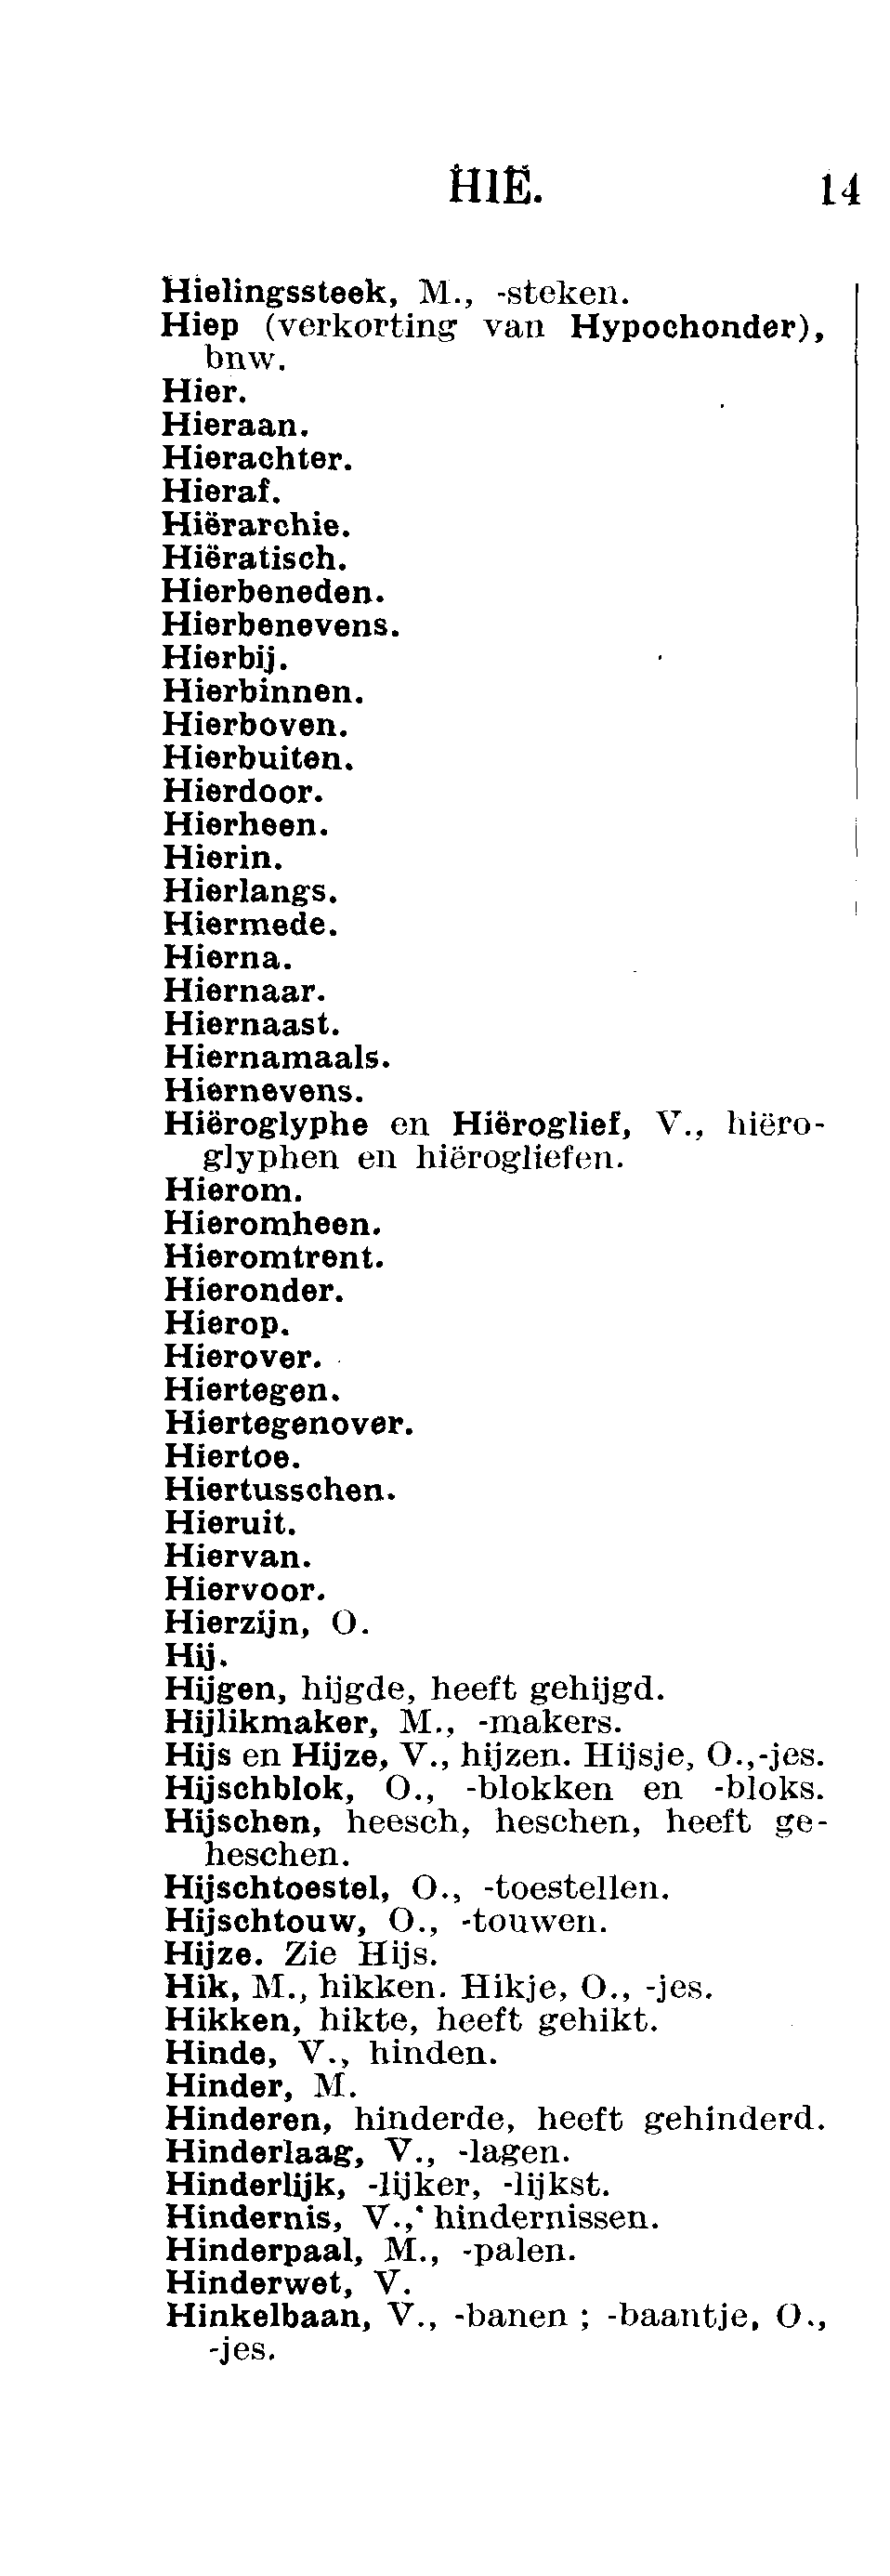 HIE. 14
Hielingssteek, M., -steken.
Hiep (verkorting van Hypochonder),
bnw.
Hier.
Hieraan.
Hierachter.
Hieraf.
Hiërarchie.
Hiëratisch.
Hierbeneden.
Hierbenevens.
Hierbij.
Hierbinnen.
Hierboven.
Hierbuiten.
Hierdoor.
Hierheen.
Hierin.
Hierlangs.
Hiermede.
Hierna.
Hiernaar.
Hiernaast.
Hiernamaals.
Hiernevens.
Hiëroglyphe en Hiëroglief, V., hiëro-
glyphen en hiërogliefen.
Hierom.
Hieromheen.
Hieromtrent.
Hieronder.
Hierop.
Hierover.
Hiertegen.
Hiertegenover.
Hiertoe.
Hiertusschen.
Hieruit.
Hiervan.
Hiervoor.
Hierzijn, O.
Hij.
Hijgen, hijgde, heeft gehijgd.
Hijlikmaker, M., -makers.
Hijs en Hijze, V., hijzen. Hijsje, O.,-jes.
Hijschblok, O., -blokken en -bloks.
Hijschen, heesch, heschen, heeft ge-
heschen.
Hijschtoestel, O., -toestellen.
Hijschtouw, O., -touwen.
Hijze. Zie Hijs.
Hik, M., hikken. Hikje, O., -jes.
Hikken, hikte, heeft gehikt.
Hinde, V., hinden.
Hinder, M.
Hinderen, hinderde, heeft gehinderd.
Hinderlaag, V., -lagen.
Hinderlijk, -lijker, -lijkst.
Hindernis, V., hindernissen.
Hinderpaal, M., -palen.
Hinderwet, V.
Hinkelbaan, V., -banen ; -baantje, O.,
-jes.